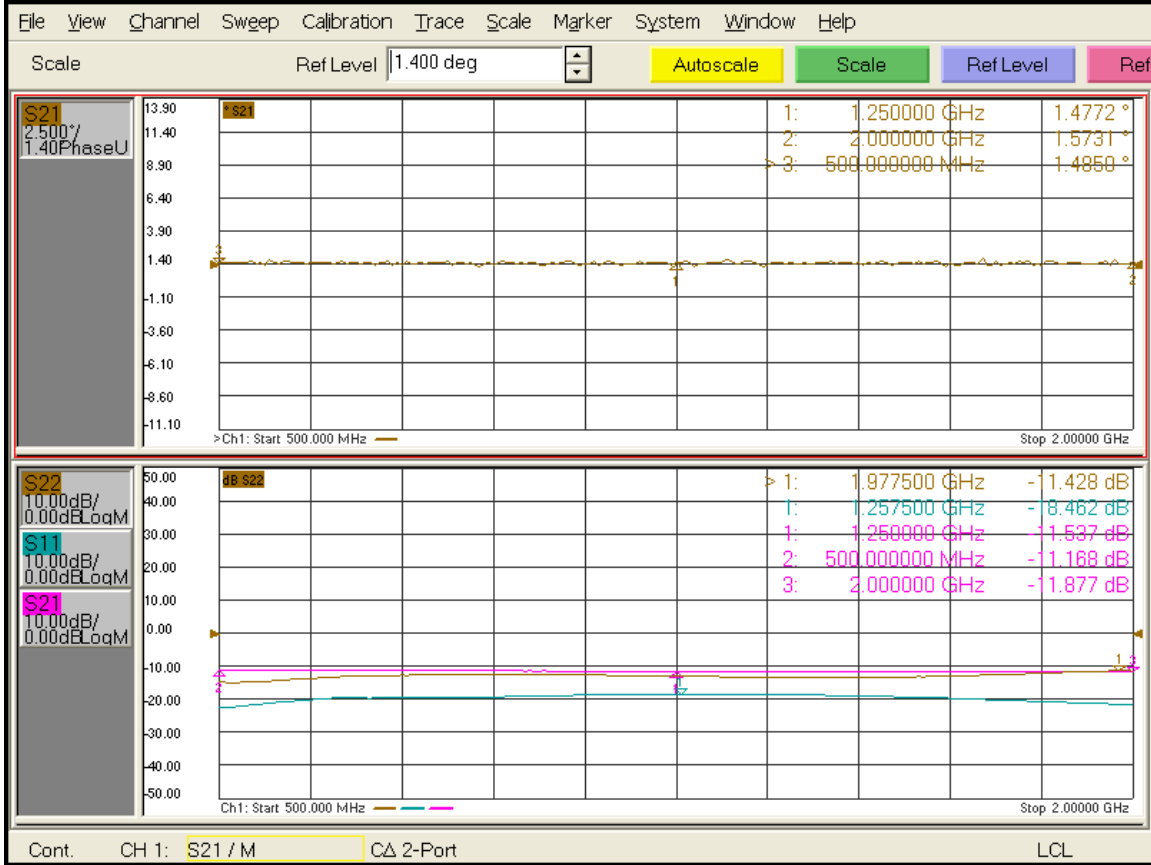 File View Channel Sweep Calibration Trace Scale Marker System Window Help
Scale Ref Level 1.400 deg Autoscale Scale Ref Level Ref
S21
2.500°/
1.40PhaseU
13.90
11.40
8.90
6.40
3.90
1.40
-1.10
-3.60
-6.10
-8.60
-11.10
° S21
1: 1.250000 GHz 1.4772 °
2: 2.000000 GHz 1.5731 °
> 3: 500.000000 MHz 1.4850 °
3
1
2
>Ch1: Start 500.000 MHz
Stop 2.00000 GHz
S22
10.00dB/
0.00dBLogM
S11
10.00dB/
0.00dBLogM
S21
10.00dB/
0.00dBLogM
50.00
40.00
30.00
20.00
10.00
0.00
-10.00
-20.00
-30.00
-40.00
-50.00
dB S22
> 1: 1.977500 GHz -11.428 dB
1: 1.257500 GHz -18.462 dB
1: 1.250000 GHz -11.537 dB
2: 500.000000 MHz -11.168 dB
3: 2.000000 GHz -11.877 dB
2
1
1
3
Ch1: Start 500.000 MHz
Stop 2.00000 GHz
Cont. CH 1: S21 / M CΔ 2-Port LCL